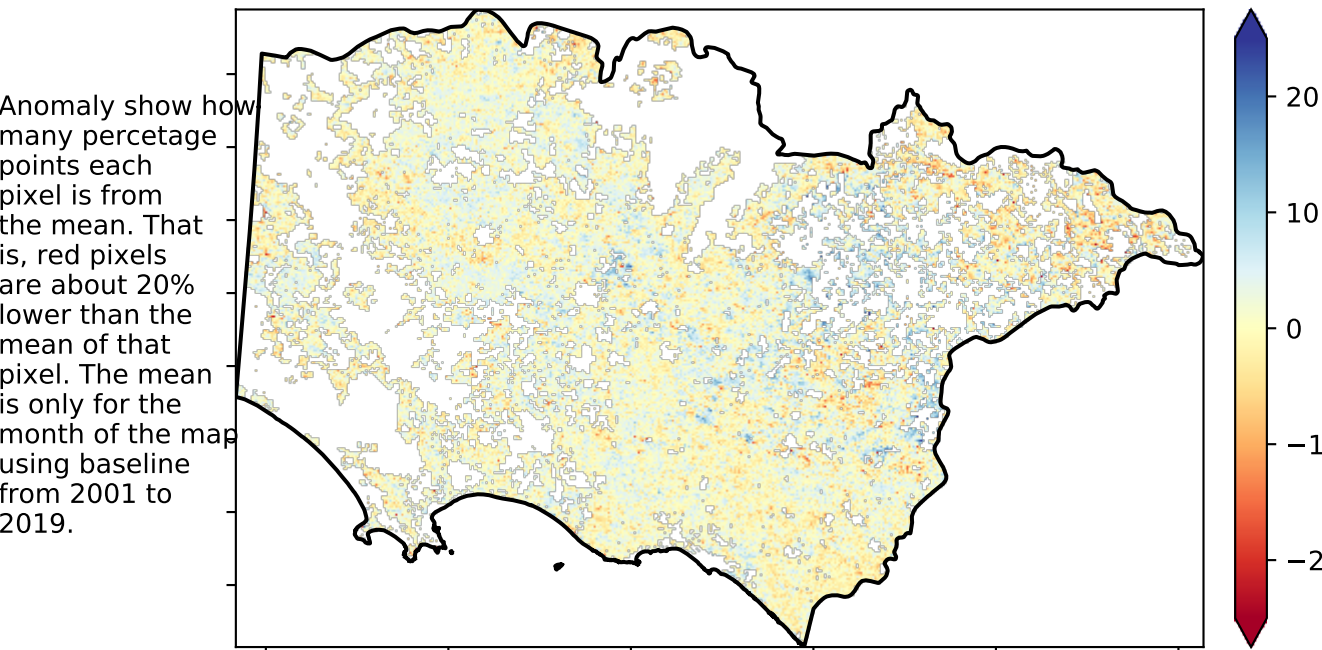 Anomaly show how
many percetage
points each
pixel is from
the mean. That
is, red pixels
are about 20%
lower than the
mean of that
pixel. The mean
is only for the
month of the map
using baseline
from 2001 to
2019.
20
10
0
−1
−2